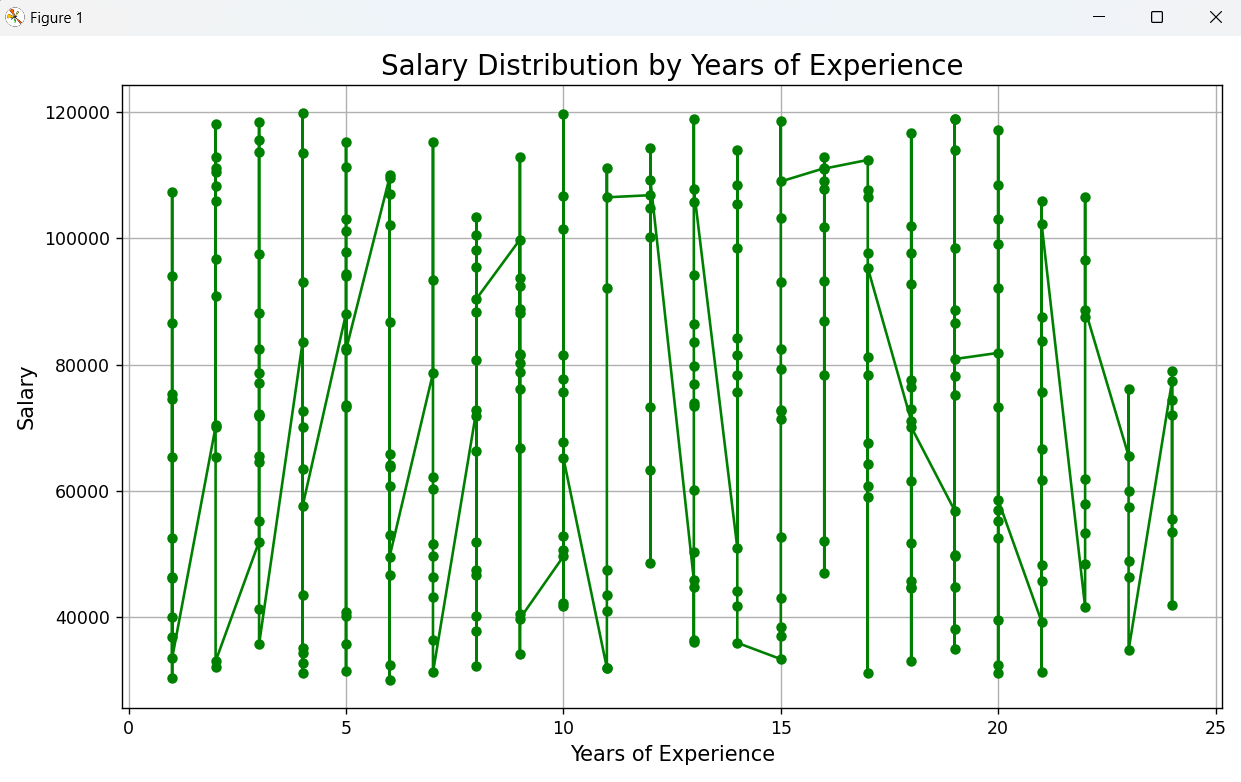 Figure 1
Salary Distribution by Years of Experience
120000
100000
80000
60000
40000
Salary
0 5 10 15 20 25
Years of Experience